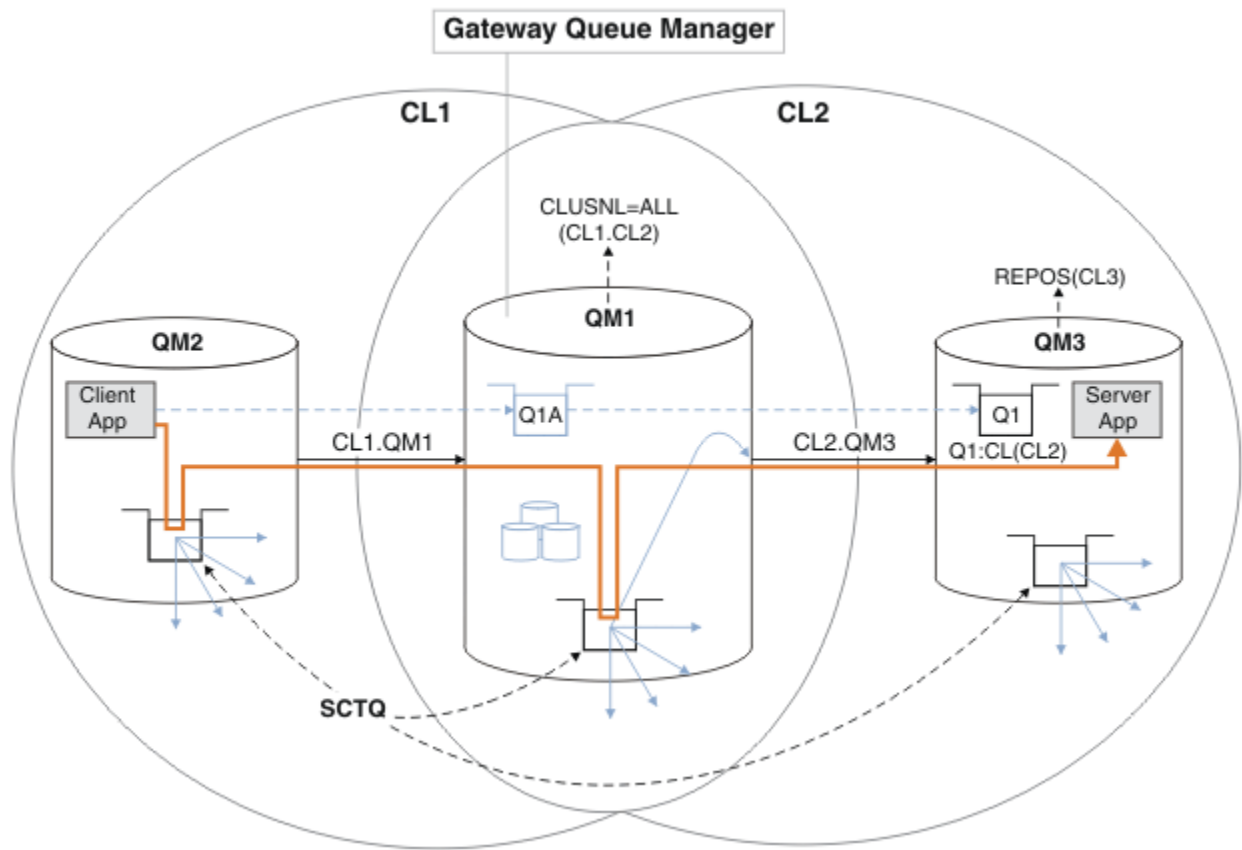 Gateway Queue Manager
CL1
CL2
CLUSNL=ALL
(CL1.CL2)
REPOS(CL3)
QM2
QM1
QM3
Client
App
Q1A
Q1
Server
App
CL1.QM1
CL2.QM3
Q1:CL(CL2)
SCTQ